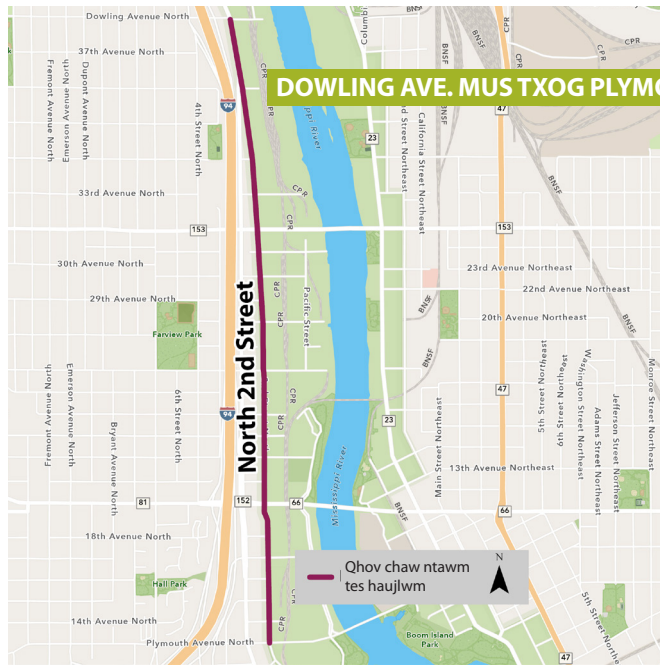 Dowling Avenue North
37th Avenue North
Fremont Avenue North
Emerson Avenue North
Dupont Avenue North
4th Street North
94
CPR
CPR
Mississippi River
BNSF
BNSF
BNSF
DOWLING AVE. MUS TXOG PLYMO
47
23
California Street Northeast
Street Northeast
33rd Avenue North
CPR
CPR
153
153
30th Avenue North
29th Avenue North
23rd Avenue Northeast
22nd Avenue Northeast
20th Avenue Northeast
CPR
Pacific Street
BNSF
BNSF
North 2nd Street
Farview Park
CPR
Fremont Avenue North
Emerson Avenue North
Bryant Avenue North
6th Street North
94
47
23
5th Street Northeast
6th Street Northeast
Washington Street Northeast
Adams Street Northeast
Jefferson Street Northeast
Monroe Street Northeast
Main Street Northeast
13th Avenue Northeast
Mississippi River
BNSF
81
152
66
66
18th Avenue North
CPR
Hall Park
Qhov chaw ntawm
tes haujlwm
N
14th Avenue North
Plymouth Avenue North
CPR
Boom Island
Park
5th Street Northeast
47